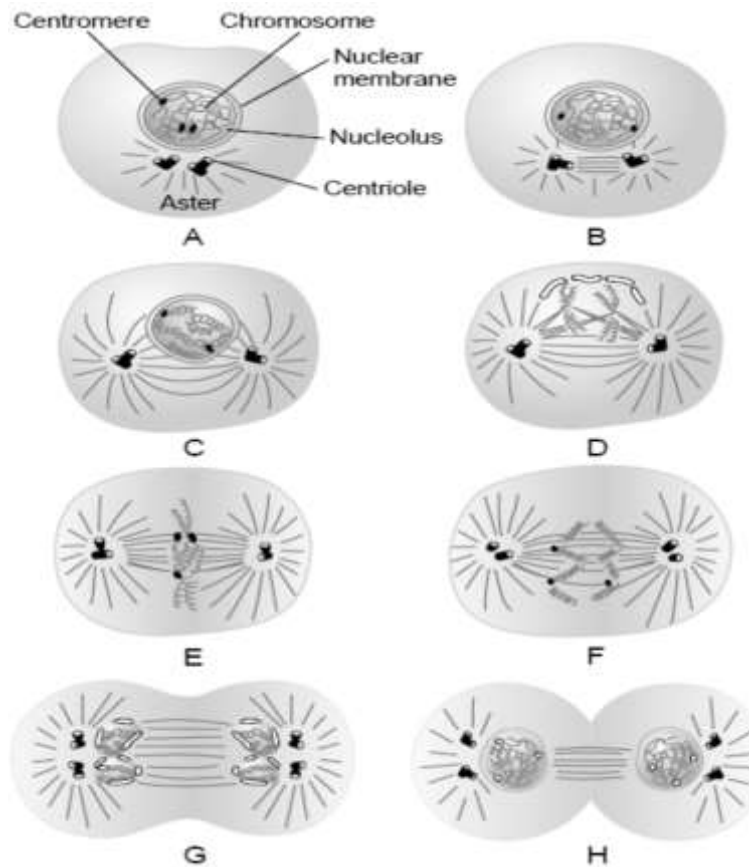 Centromere
Chromosome
Nuclear
membrane
Nucleolus
Centriole
Aster
A
B
C
D
E
F
G
H